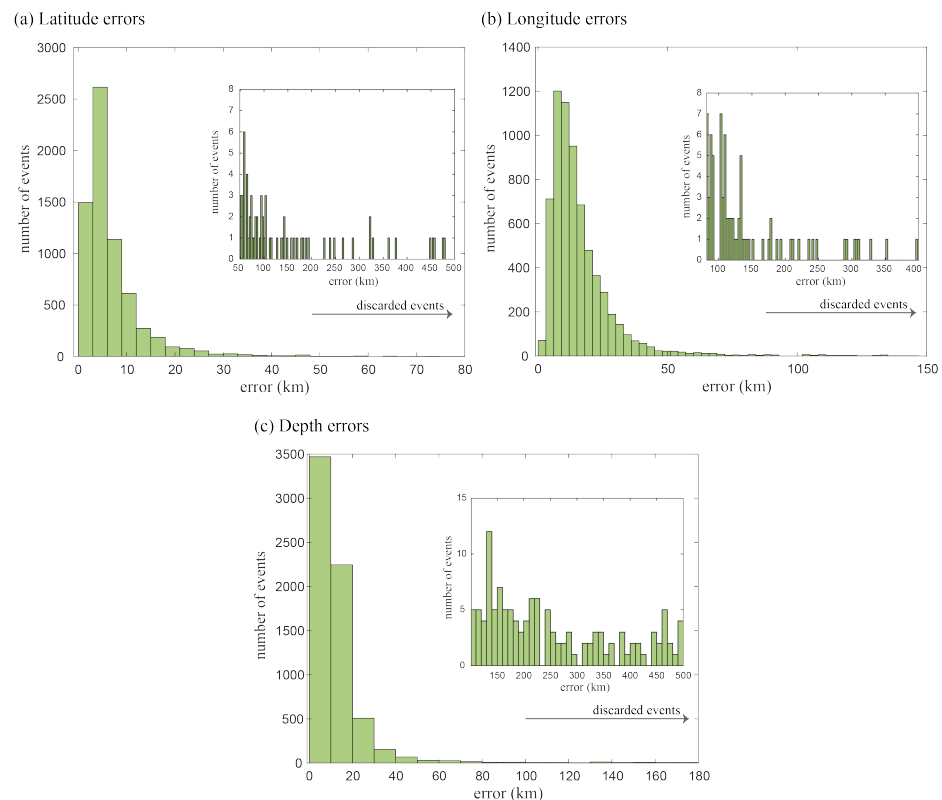 (a) Latitude errors
3000
2500
2000
1500
1000
500
0
number of events
0 10 20 30 40 50 60 70 80
error (km)
8
7
6
5
4
3
2
1
0
number of events
50 100 150 200 250 300 350 400 450 500
error (km)
discarded events
(b) Longitude errors
1400
1200
1000
800
600
400
200
0
number of events
0 50 100 150
error (km)
8
7
6
5
4
3
2
1
0
number of events
100 150 200 250 300 350 400
error (km)
discarded events
(c) Depth errors
3500
3000
2500
2000
1500
1000
500
0
number of events
0 20 40 60 80 100 120 140 160 180
error (km)
15
10
5
0
number of events
150 200 250 300 350 400 450 500
error (km)
discarded events